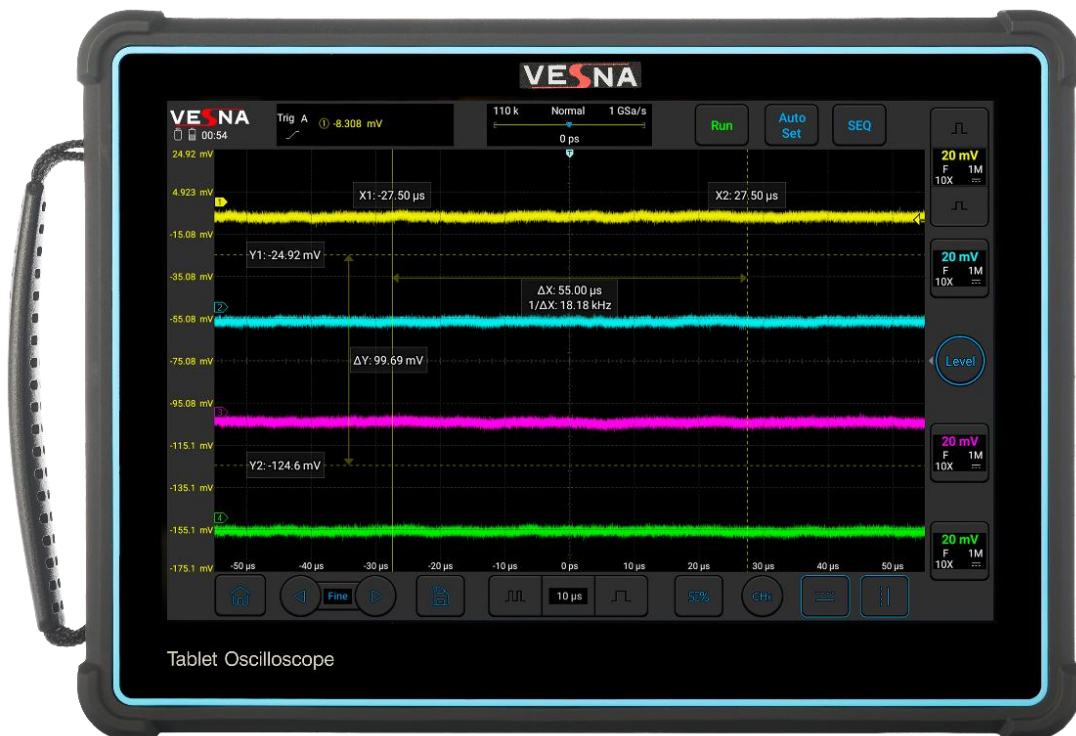 VESNA
VESNA
00:54
Trig A
1 -8.308 mV
110 k Normal 1 GSa/s
0 ps
Run
Auto
Set
SEQ
24.92 mV
4.923 mV
-15.08 mV
-35.08 mV
-55.08 mV
-75.08 mV
-95.08 mV
-115.1 mV
-135.1 mV
-155.1 mV
-175.1 mV
T
1
2
3
4
X1: -27.50 µs
X2: 27.50 µs
Y1: -24.92 mV
ΔX: 55.00 µs
1/ΔX: 18.18 kHz
ΔY: 99.69 mV
Y2: -124.6 mV
-50 µs -40 µs -30 µs -20 µs -10 µs 0 ps 10 µs 20 µs 30 µs 40 µs 50 µs
20 mV
F 1M
10X
20 mV
F 1M
10X
Level
20 mV
F 1M
10X
20 mV
F 1M
10X
Fine
10 µs
50%
CH1
Tablet Oscilloscope